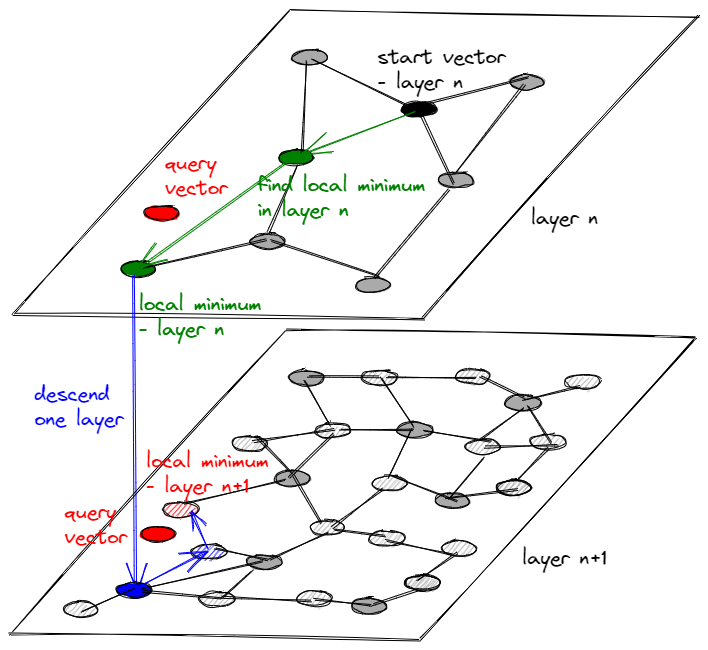 start vector
- layer n
query
vector
find local minimum
in layer n
layer n
local minimum
- layer n
descend
one layer
local minimum
- layer n+1
query
vector
layer n+1